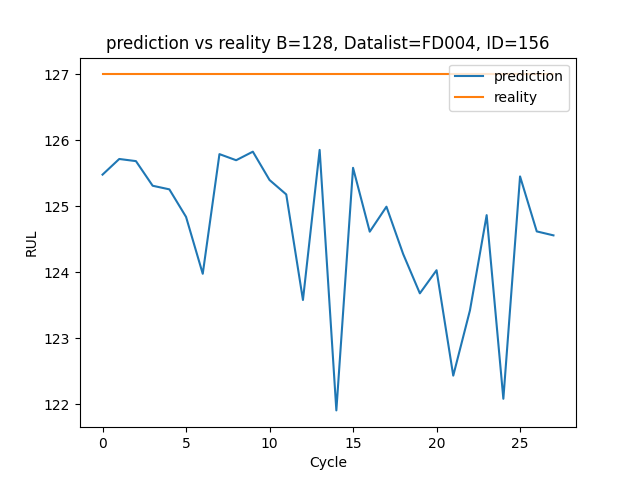 prediction vs reality B=128, Datalist=FD004, ID=156
127
126
125
124
123
122
RUL
prediction
reality
0 5 10 15 20 25
Cycle